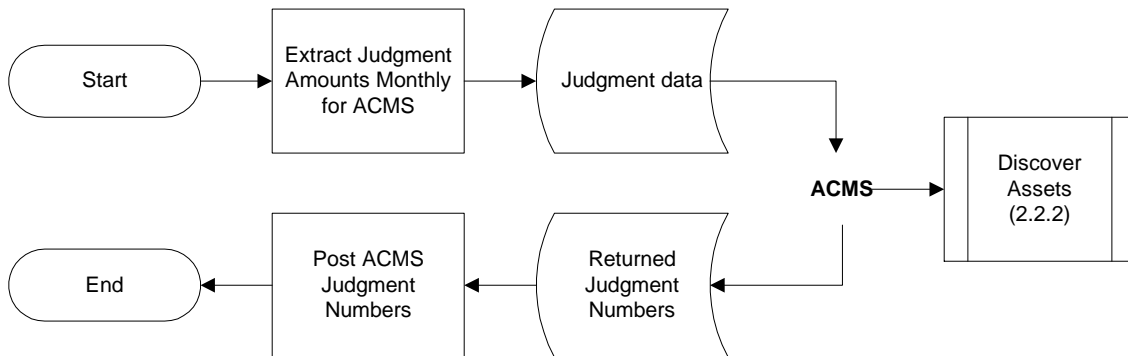 Start
Extract Judgment
Amounts Monthly
for ACMS
Judgment data
ACMS
Discover
Assets
(2.2.2)
Returned
Judgment
Numbers
Post ACMS
Judgment
Numbers
End